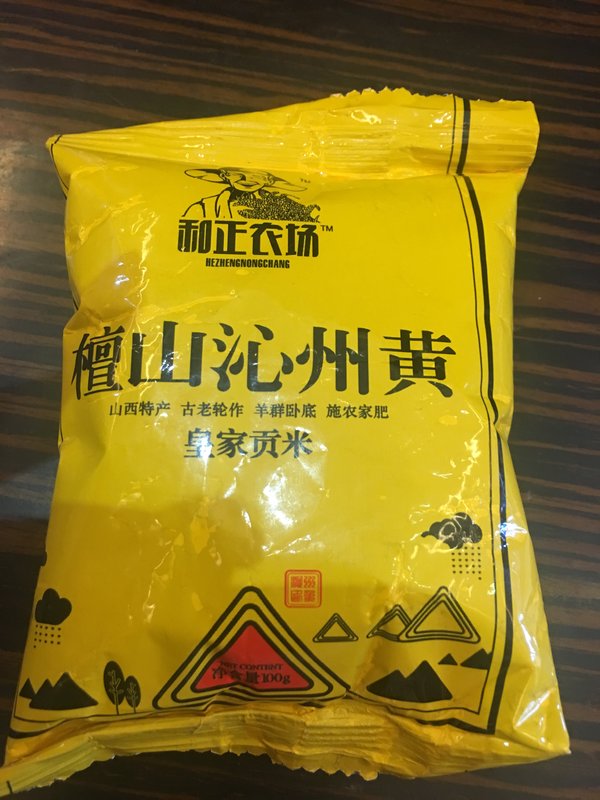 TM
和正农场™
HEZHENGNONGCHANG
檀山沁州黄
山西特产 古老轮作 羊群卧底 施农家肥
皇家贡米
NET CONTENT
净含量100g